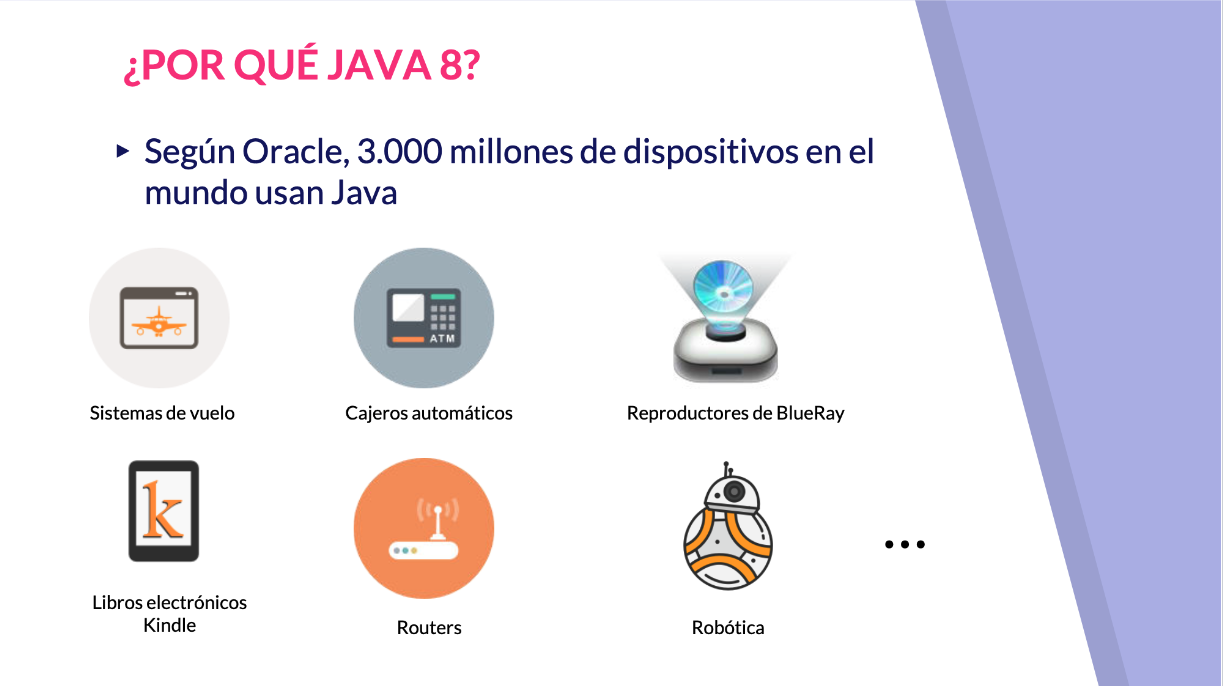 ¿POR QUÉ JAVA 8?
▸ Según Oracle, 3.000 millones de dispositivos en el
mundo usan Java
ATM
Sistemas de vuelo
Cajeros automáticos
Reproductores de BlueRay
k
Libros electrónicos
Kindle
Routers
Robótica
...